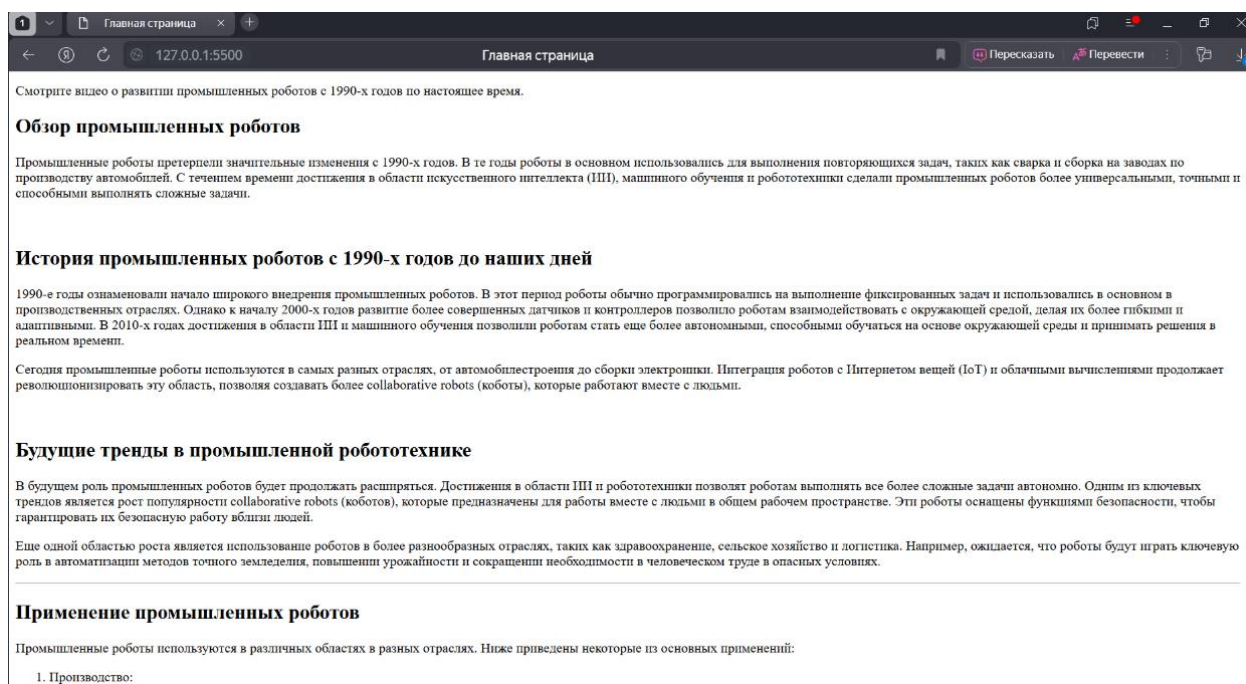 1
Главная страница
127.0.0.1:5500
Главная страница
Пересказать
Перевести
Смотрите видео о развитии промышленных роботов с 1990-х годов по настоящее время.
Обзор промышленных роботов
Промышленные роботы претерпели значительные изменения с 1990-х годов. В те годы роботы в основном использовались для выполнения повторяющихся задач, таких как сварка и сборка на заводах по
производству автомобилей. С течением времени достижения в области искусственного интеллекта (ИИ), машинного обучения и робототехники сделали промышленных роботов более универсальными, точными и
способными выполнять сложные задачи.
История промышленных роботов с 1990-х годов до наших дней
1990-е годы ознаменовали начало широкого внедрения промышленных роботов. В этот период роботы обычно программировались на выполнение фиксированных задач и использовались в основном в
производственных отраслях. Однако к началу 2000-х годов развитие более совершенных датчиков и контроллеров позволило роботам взаимодействовать с окружающей средой, делая их более гибкими и
адаптивными. В 2010-х годах достижения в области ИИ и машинного обучения позволили роботам стать еще более автономными, способными обучаться на основе окружающей среды и принимать решения в
реальном времени.
Сегодня промышленные роботы используются в самых разных отраслях, от автомобилестроения до сборки электроники. Интеграция роботов с Интернетом вещей (IoT) и облачными вычислениями продолжает
революционизировать эту область, позволяя создавать более collaborative robots (коботы), которые работают вместе с людьми.
Будущие тренды в промышленной робототехнике
В будущем роль промышленных роботов будет продолжать расширяться. Достижения в области ИИ и робототехники позволят роботам выполнять все более сложные задачи автономно. Одним из ключевых
трендов является рост популярности collaborative robots (коботов), которые предназначены для работы вместе с людьми в общем рабочем пространстве. Эти роботы оснащены функциями безопасности, чтобы
гарантировать их безопасную работу вблизи людей.
Еще одной областью роста является использование роботов в более разнообразных отраслях, таких как здравоохранение, сельское хозяйство и логистика. Например, ожидается, что роботы будут играть ключевую
роль в автоматизации методов точного земледелия, повышении урожайности и сокращении необходимости в человеческом труде в опасных условиях.
Применение промышленных роботов
Промышленные роботы используются в различных областях в разных отраслях. Ниже приведены некоторые из основных применений:
1. Производство: